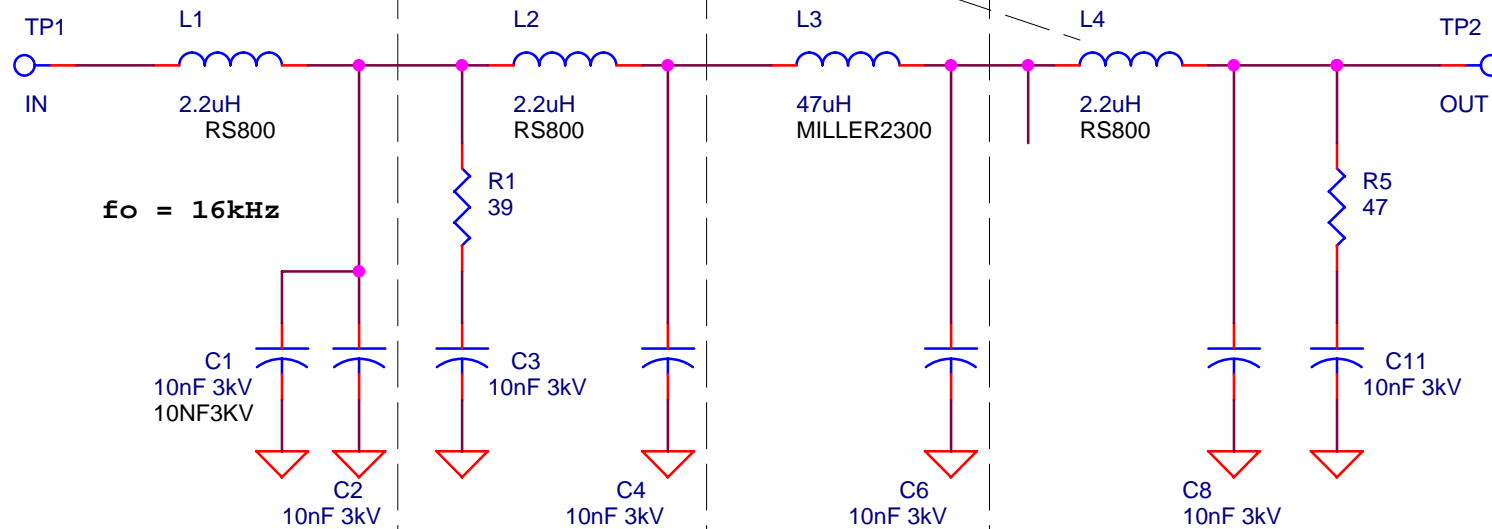 TP1
L1
L2
L3
L4
TP2
IN
2.2uH
RS800
2.2uH
RS800
47uH
MILLER2300
2.2uH
RS800
OUT
fo = 16kHz
R1
39
R5
47
C1
10nF 3kV
10NF3KV
C3
10nF 3kV
C11
10nF 3kV
C2
10nF 3kV
C4
10nF 3kV
C6
10nF 3kV
C8
10nF 3kV